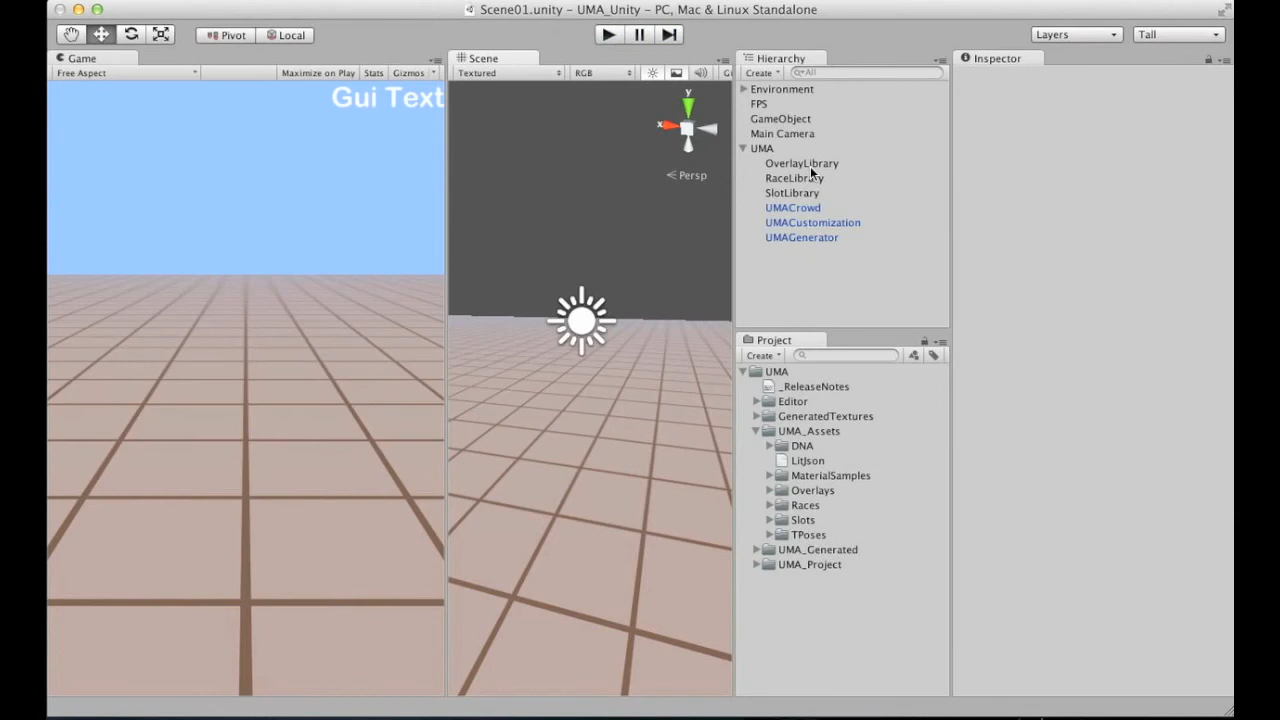 Scene01.unity - UMA_Unity - PC, Mac & Linux Standalone
Pivot
Local
Layers
Tall
Game
Free Aspect
Maximize on Play
Stats
Gizmos
Gui Text
Scene
Textured
RGB
y
x
Persp
Hierarchy
Create
All
Environment
FPS
GameObject
Main Camera
UMA
OverlayLibrary
RaceLibrary
SlotLibrary
UMACrowd
UMACustomization
UMAGenerator
Project
Create
UMA
_ReleaseNotes
Editor
GeneratedTextures
UMA_Assets
DNA
LitJson
MaterialSamples
Overlays
Races
Slots
TPoses
UMA_Generated
UMA_Project
Inspector